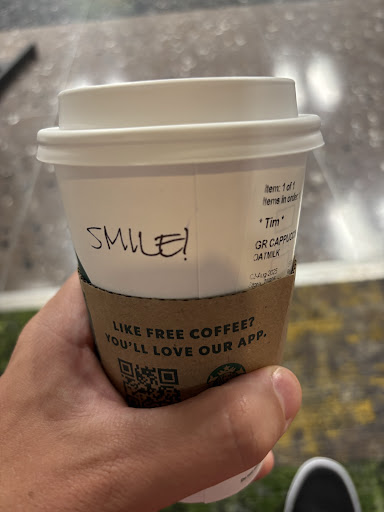 SMILE!
Item: 1 of 1
Items in order
*Tim*
GR CAPPUC
OATMILK
LIKE FREE COFFEE?
YOU'LL LOVE OUR APP.